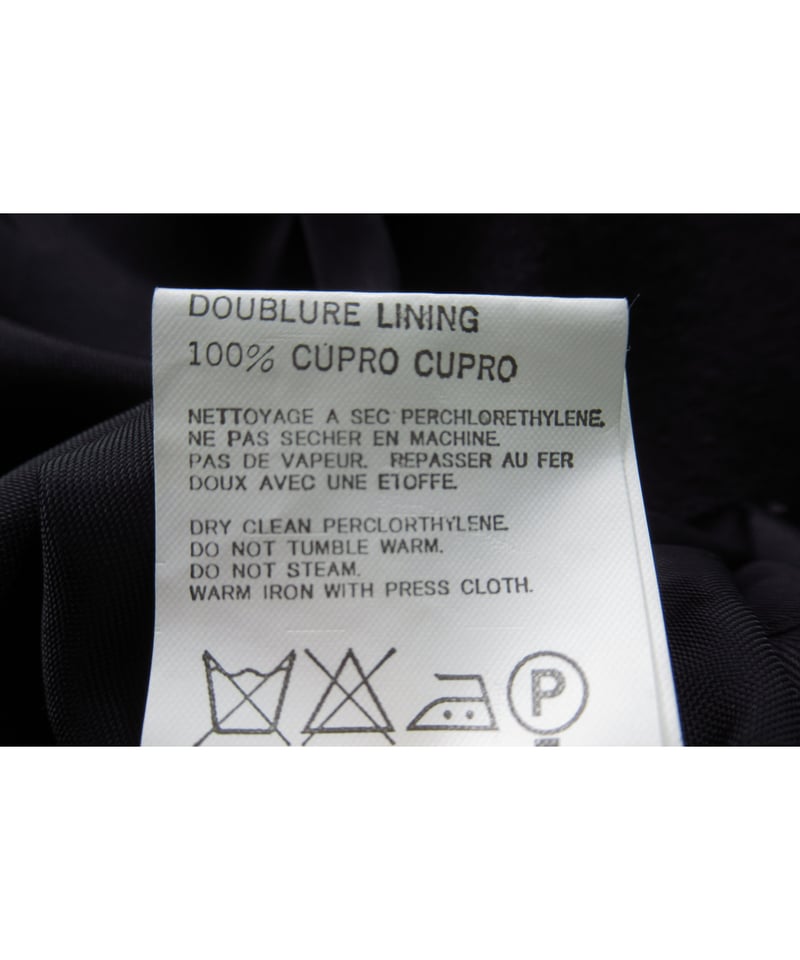 DOUBLURE LINING
100% CUPRO CUPRO
NETTOYAGE A SEC PERCHLORETHYLENE.
NE PAS SECHER EN MACHINE.
PAS DE VAPEUR. REPASSER AU FER
DOUX AVEC UNE ETOFFE.
DRY CLEAN PERCLORTHYLENE.
DO NOT TUMBLE WARM.
DO NOT STEAM.
WARM IRON WITH PRESS CLOTH.
P